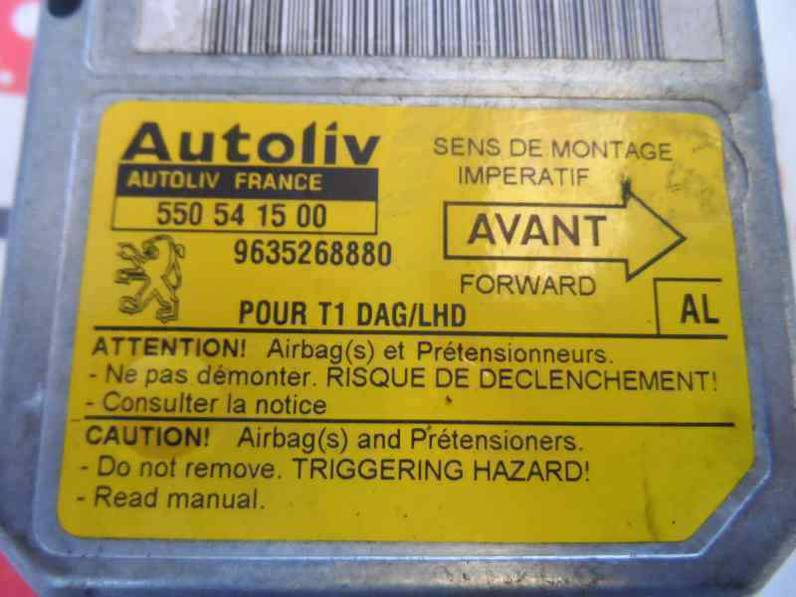 Autoliv
AUTOLIV FRANCE
550 54 15 00
9635268880
SENS DE MONTAGE
IMPERATIF
AVANT
FORWARD
POUR T1 DAG/LHD
AL
ATTENTION! Airbag(s) et Prétensionneurs.
- Ne pas démonter. RISQUE DE DECLENCHEMENT!
- Consulter la notice
CAUTION! Airbag(s) and Prétensioners.
- Do not remove. TRIGGERING HAZARD!
- Read manual.